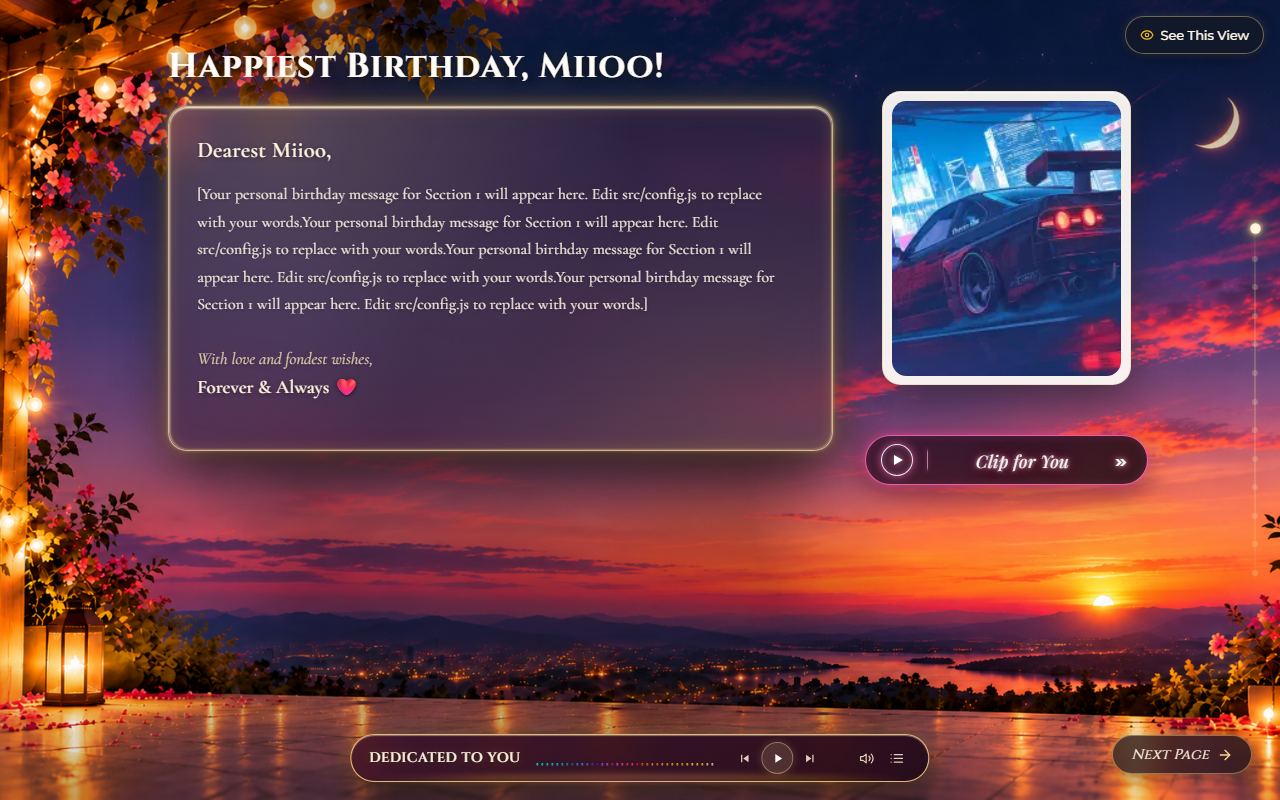 See This View
Happiest Birthday, Miioo!
Dearest Miioo,
[Your personal birthday message for Section 1 will appear here. Edit src/config.js to replace
with your words.Your personal birthday message for Section 1 will appear here. Edit
src/config.js to replace with your words.Your personal birthday message for Section 1 will
appear here. Edit src/config.js to replace with your words.Your personal birthday message for
Section 1 will appear here. Edit src/config.js to replace with your words.]
With love and fondest wishes,
Forever & Always
Clip for You
DEDICATED TO YOU
Next Page